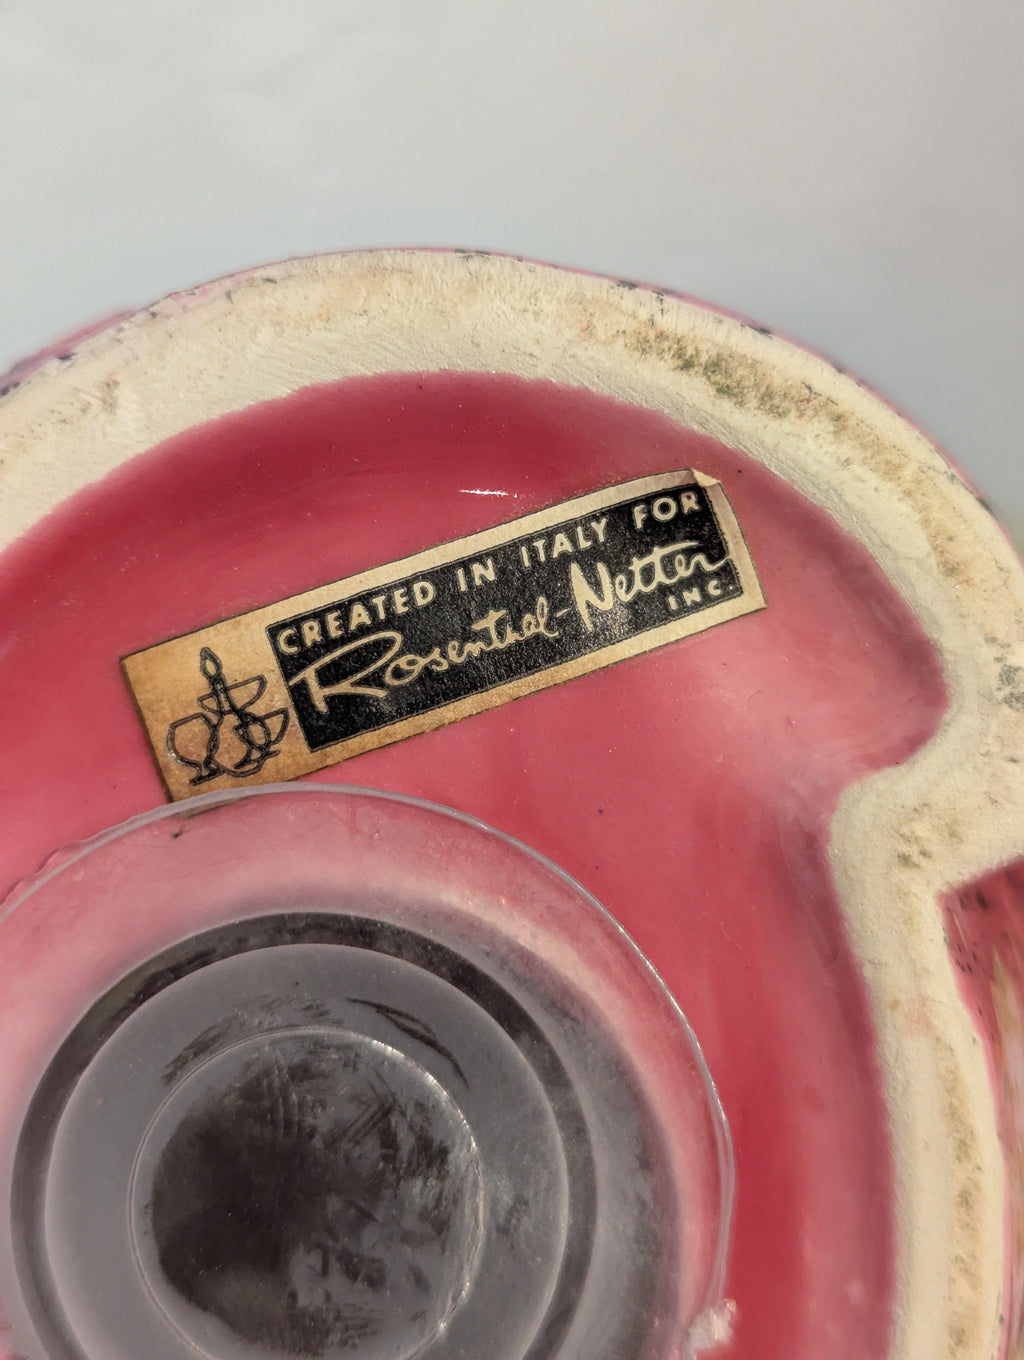 CREATED IN ITALY FOR
Rosenthal-Netter
INC.